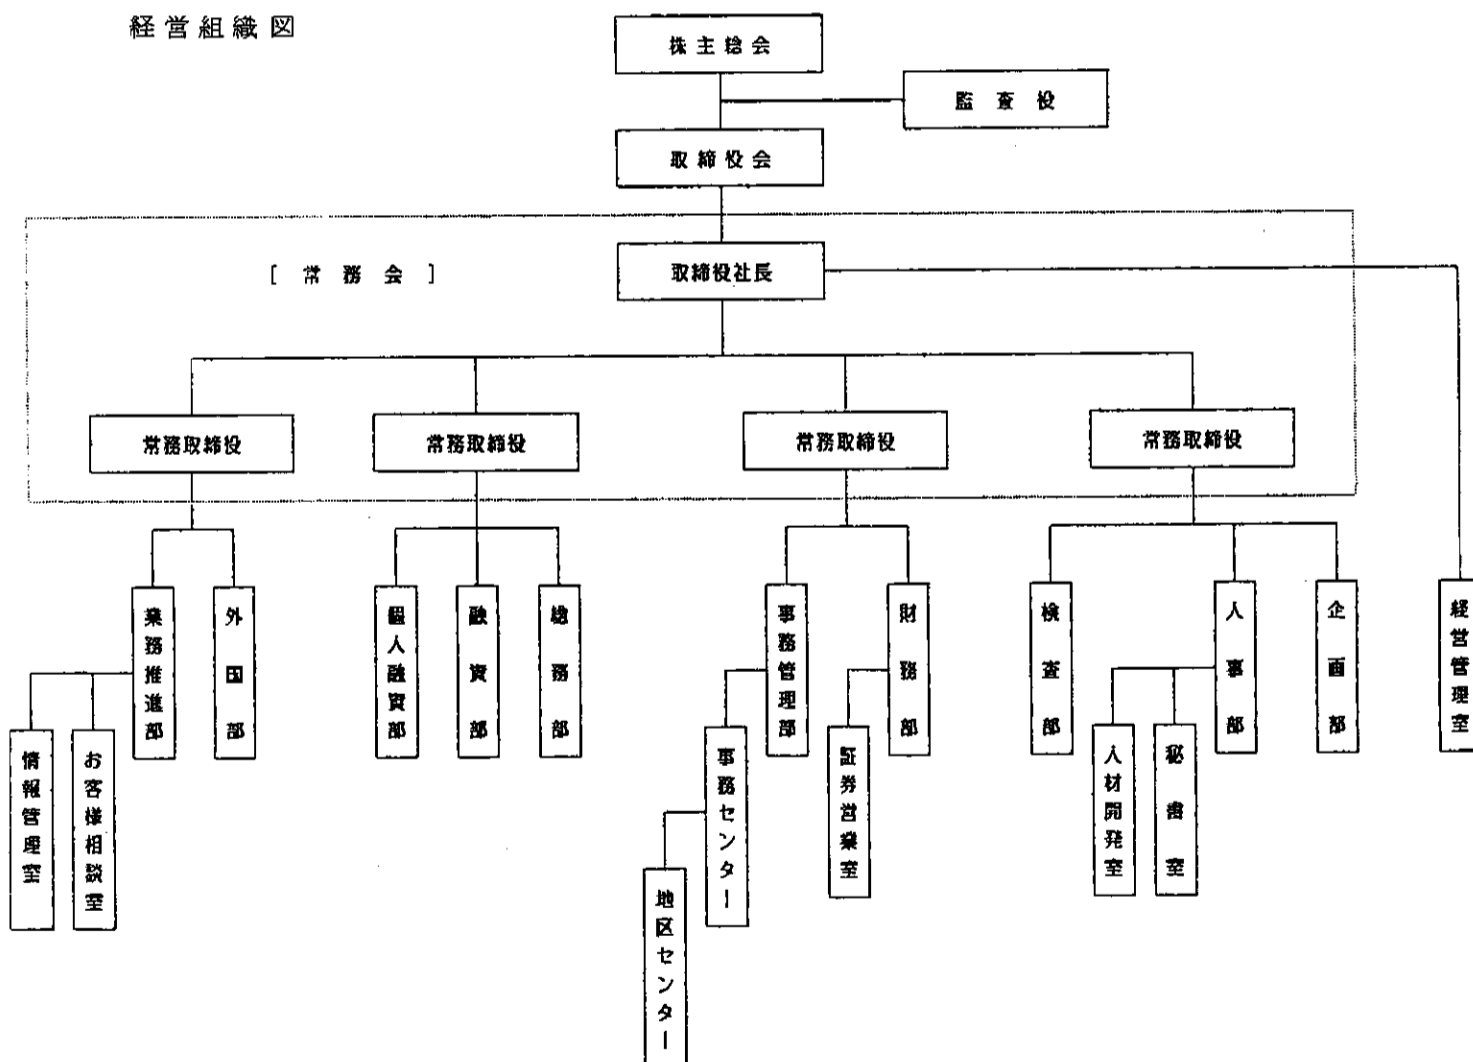 経営組織図
株主総会
監査役
取締役会
[常務会]
取締役社長
常務取締役
常務取締役
常務取締役
常務取締役
業務推進部
外国部
個人融資部
融資部
総務部
事務管理部
財務部
検査部
人事部
企画部
経営管理室
情報管理室
お客様相談室
事務センター
証券営業室
人材開発室
秘書室
地区センター